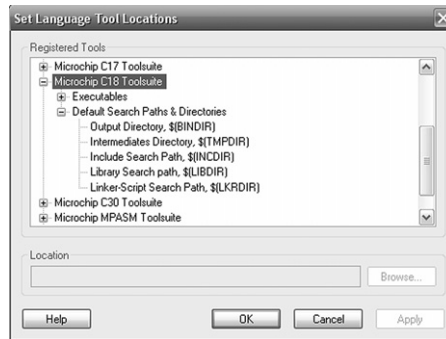 Set Language Tool Locations
Registered Tools
Microchip C17 Toolsuite
Microchip C18 Toolsuite
Executables
Default Search Paths & Directories
Output Directory, $(BINDIR)
Intermediates Directory, $(TMPDIR)
Include Search Path, $(INCDIR)
Library Search path, $(LIBDIR)
Linker-Script Search Path, $(LKRDIR)
Microchip C30 Toolsuite
Microchip MPASM Toolsuite
Location
Browse...
Help OK Cancel Apply